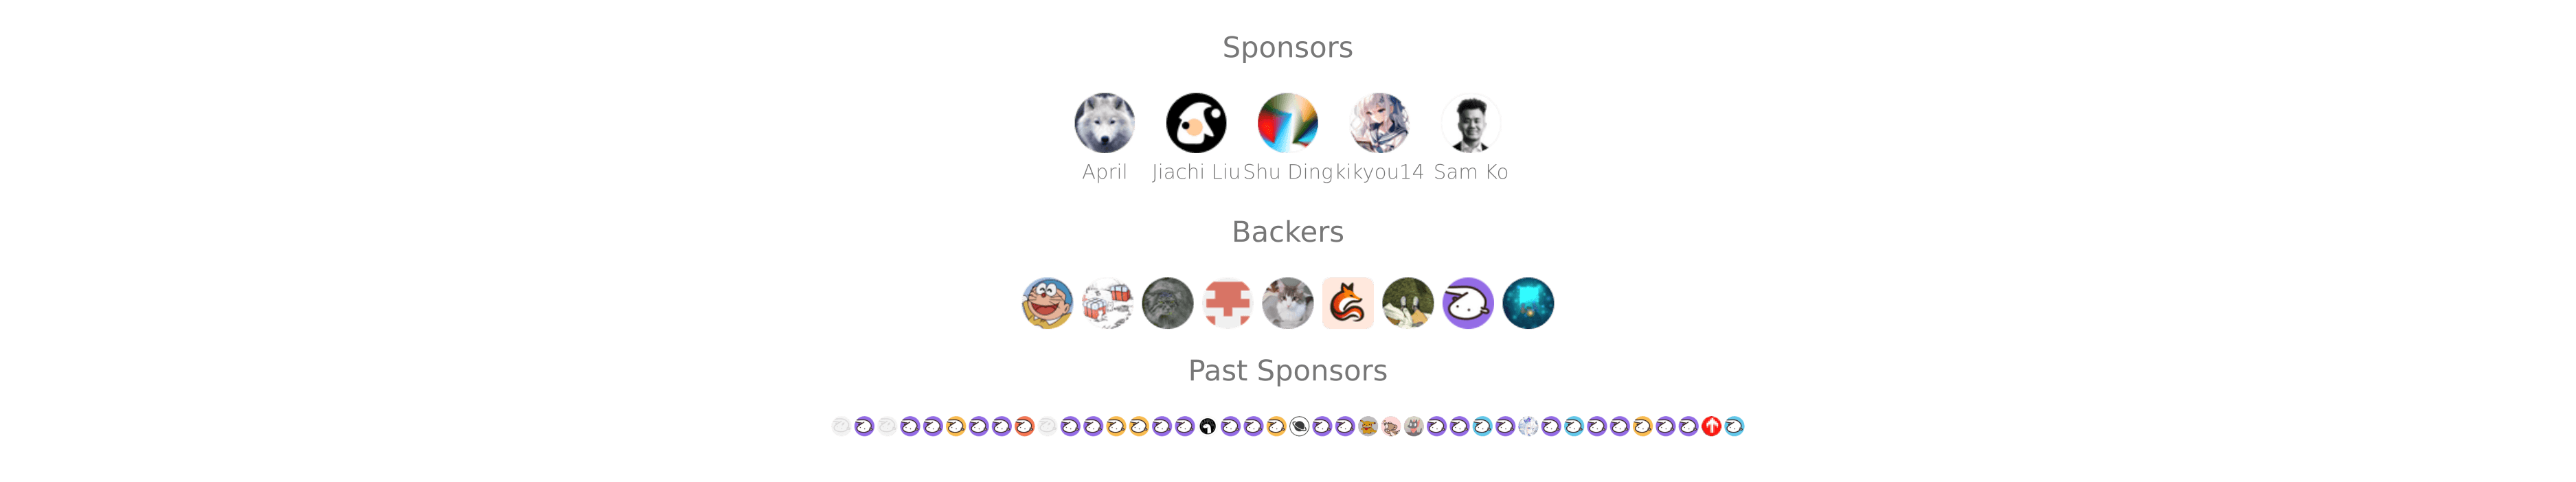 Sponsors
April Jiachi Liu Shu Ding kikyou14 Sam Ko
Backers
Past Sponsors